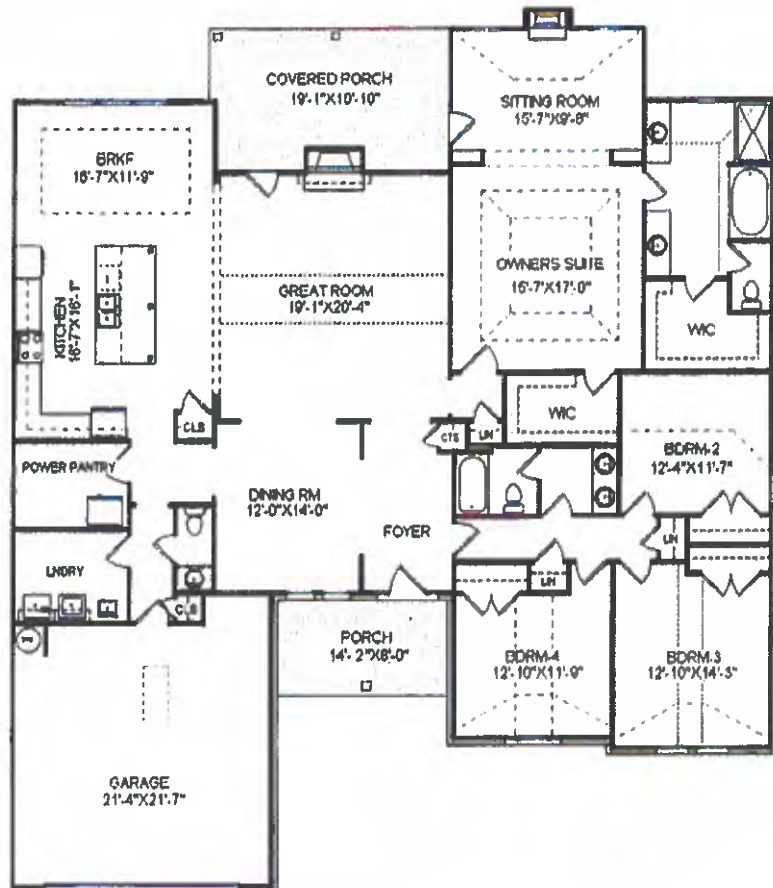 COVERED PORCH
19'-1"X10'-10"
SITTING ROOM
15'-7"X9'-8"
BRKF
16'-7"X11'-9"
GREAT ROOM
19'-1"X20'-4"
OWNERS SUITE
16'-7"X17'-0"
KITCHEN
16'-7"X16'-1"
WIC
WIC
CLS
CTS
LIN
BDRM-2
12'-4"X11'-7"
POWER PANTRY
DINING RM
12'-0"X14'-0"
FOYER
LIN
LNDRY
LIN
CLS
PORCH
14'-2"X6'-0"
BDRM-4
12'-10"X11'-9"
BDRM-3
12'-10"X14'-5"
GARAGE
21'-4"X21'-7"